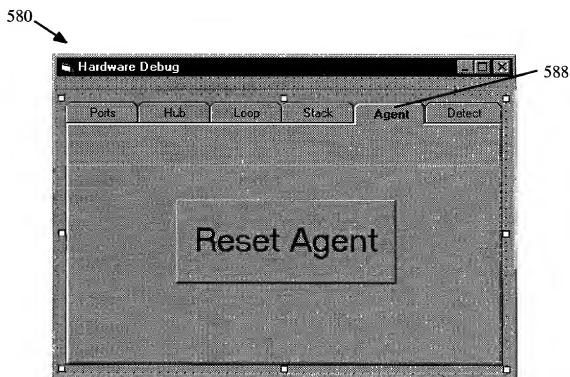 580
Hardware Debug
588
Ports Hub Loop Stack Agent Detect
Reset Agent